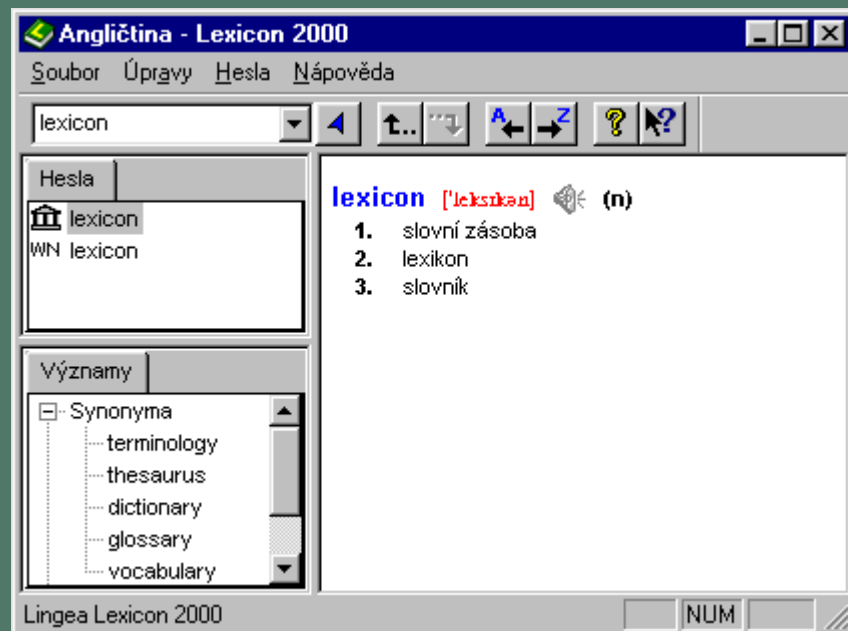 Angličtina - Lexicon 2000
Soubor Úpravy Hesla Nápověda
lexicon
A Z ? ?
Hesla
lexicon
WN lexicon
Významy
Synonyma
terminology
thesaurus
dictionary
glossary
vocabulary
lexicon ['leksɪkən] (n)
1. slovní zásoba
2. lexikon
3. slovník
Lingea Lexicon 2000 NUM